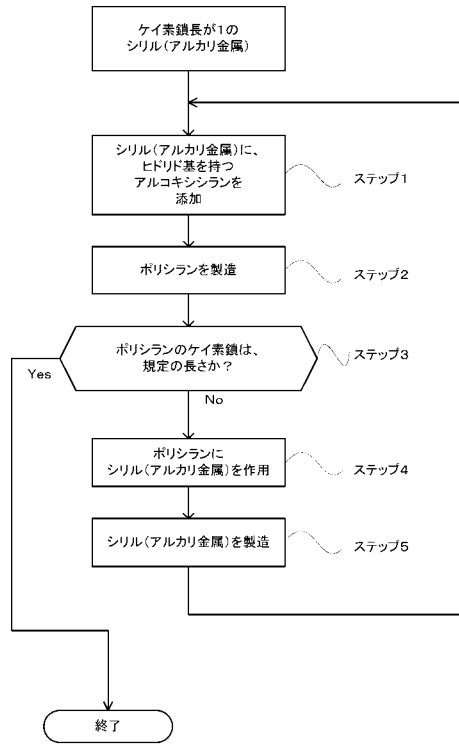 ケイ素鎖長が1の
シリル(アルカリ金属)
シリル(アルカリ金属)に、
ヒドリド基を持つ
アルコキシシランを
添加
ステップ1
ポリシランを製造
ステップ2
ポリシランのケイ素鎖は、
規定の長さか?
ステップ3
Yes
No
ポリシランに
シリル(アルカリ金属)を作用
ステップ4
シリル(アルカリ金属)を製造
ステップ5
終了